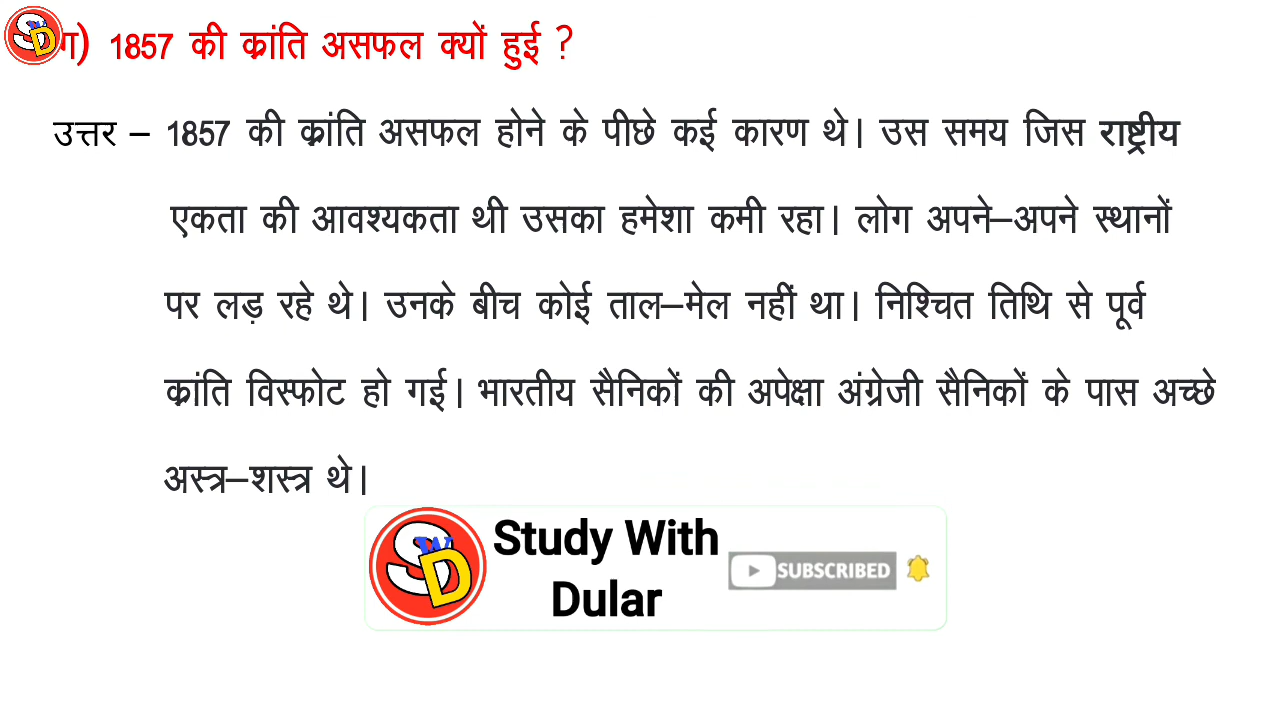 ग) 1857 की क्रांति असफल क्यों हुई ?
उत्तर – 1857 की क्रांति असफल होने के पीछे कई कारण थे। उस समय जिस राष्ट्रीय
एकता की आवश्यकता थी उसका हमेशा कमी रहा। लोग अपने–अपने स्थानों
पर लड़ रहे थे। उनके बीच कोई ताल–मेल नहीं था। निश्चित तिथि से पूर्व
क्रांति विस्फोट हो गई। भारतीय सैनिकों की अपेक्षा अंग्रेजी सैनिकों के पास अच्छे
अस्त्र–शस्त्र थे।
SWD
Study With
Dular
SUBSCRIBED